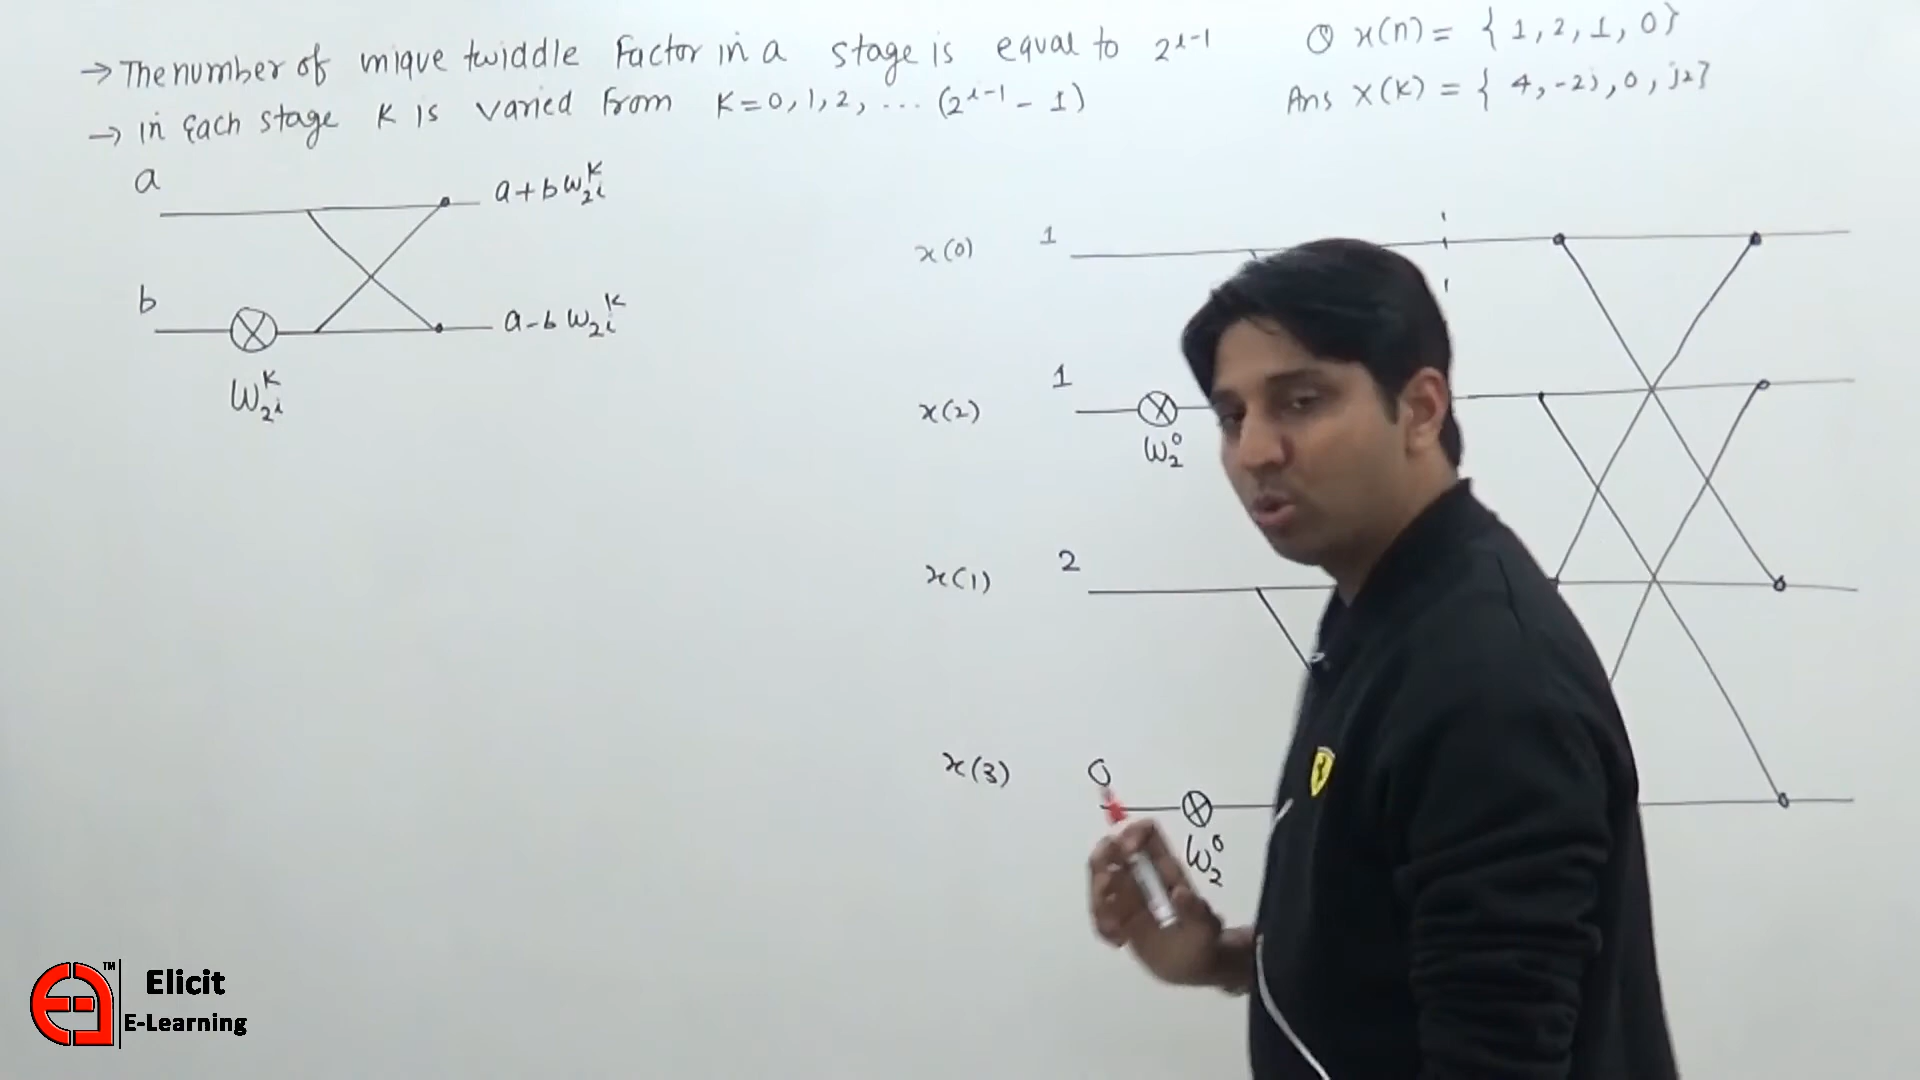 → The number of unique twiddle Factor in a stage is equal to 2^{i-1}
→ in Each stage K is varied from K=0,1,2, ... (2^{i-1} - 1)
Q x(n) = { 1, 2, 1, 0}
Ans X(K) = { 4, -2j, 0, j2}
a
a+b W_{2^i}^K
b
a-b W_{2^i}^K
W_{2^i}^K
x(0) 1
x(2) 1
W_2^0
x(1) 2
x(3) 0
W_2^0
TM
Elicit
E-Learning